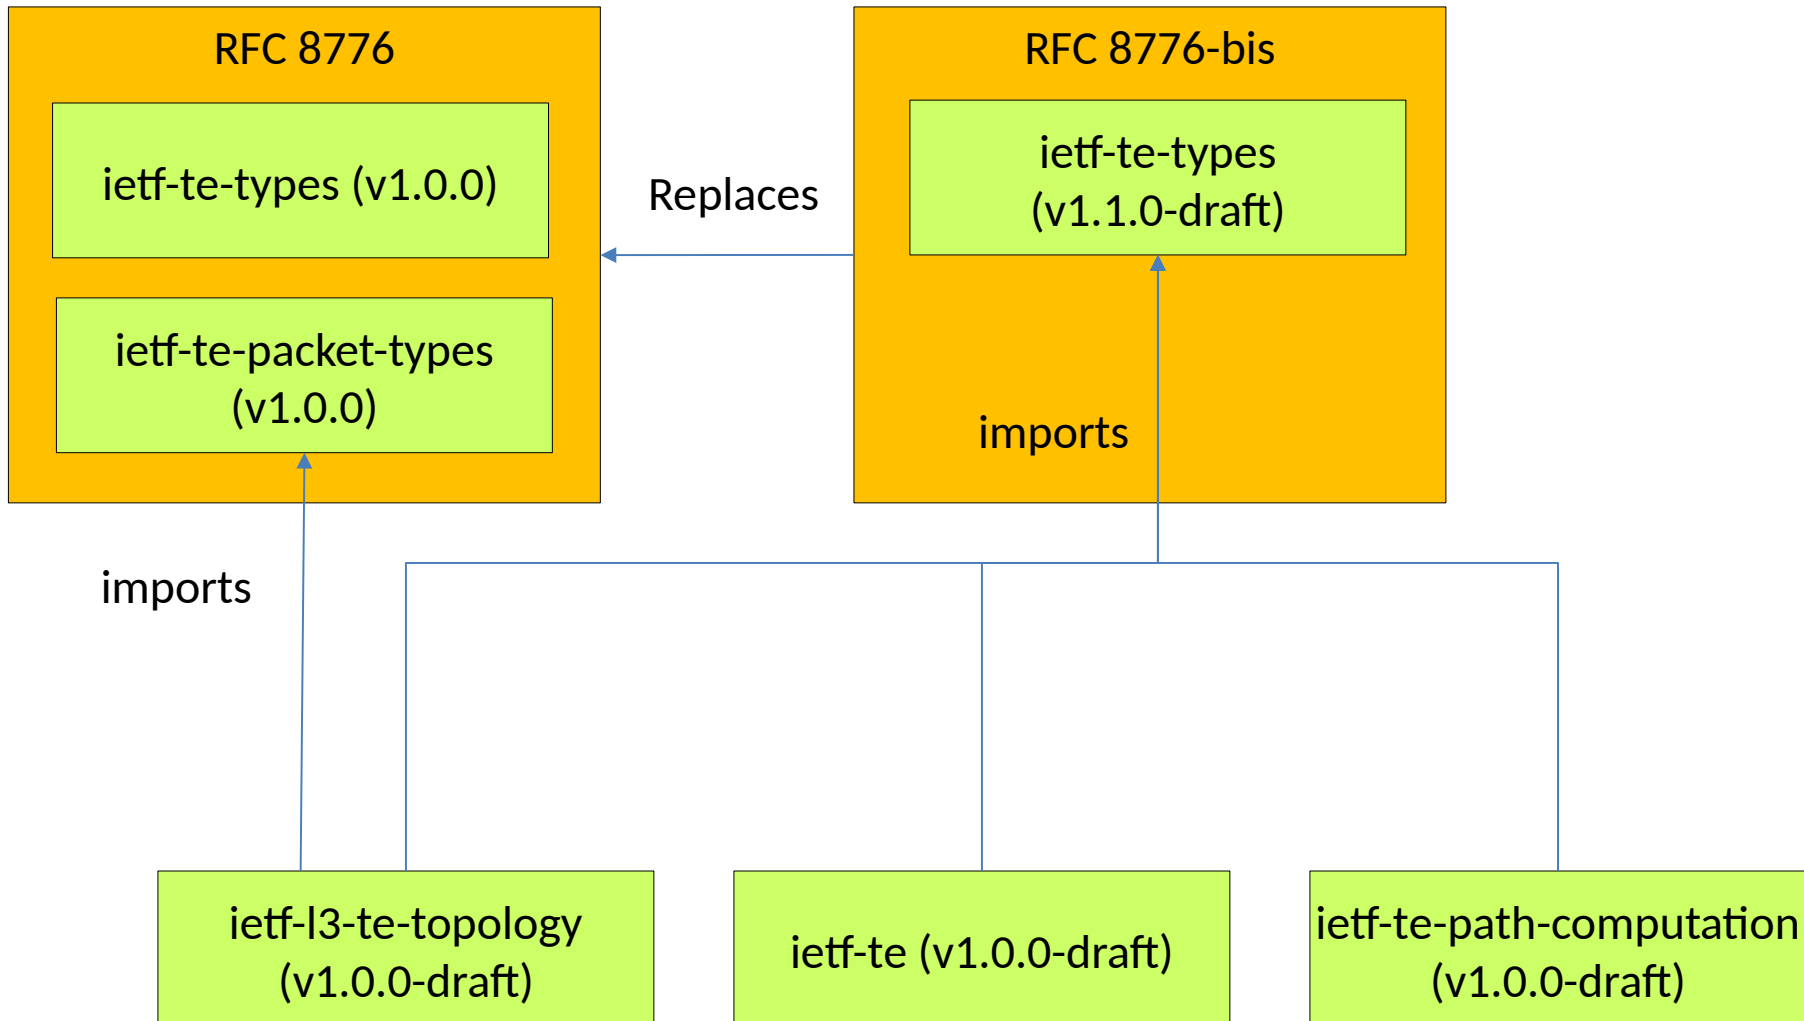 RFC 8776
ietf-te-types (v1.0.0)
ietf-te-packet-types
(v1.0.0)
Replaces
RFC 8776-bis
ietf-te-types
(v1.1.0-draft)
imports
imports
ietf-l3-te-topology
(v1.0.0-draft)
ietf-te (v1.0.0-draft)
ietf-te-path-computation
(v1.0.0-draft)